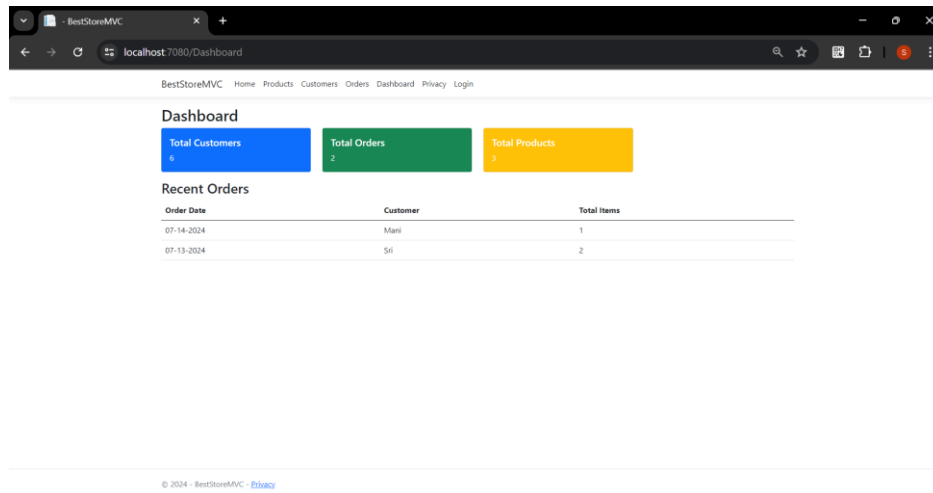 - BestStoreMVC
localhost:7080/Dashboard
S
BestStoreMVC Home Products Customers Orders Dashboard Privacy Login
Dashboard
Total Customers Total Orders Total Products
6 2 3
Recent Orders
Order Date Customer Total Items
07-14-2024 Mani 1
07-13-2024 Sri 2
© 2024 - BestStoreMVC - Privacy